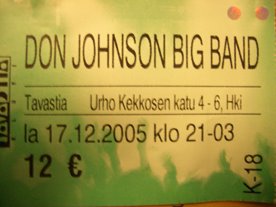 DON JOHNSON BIG BAND
Tavastia Urho Kekkosen katu 4 - 6, Hki
la 17.12.2005 klo 21-03
12 €
K-18